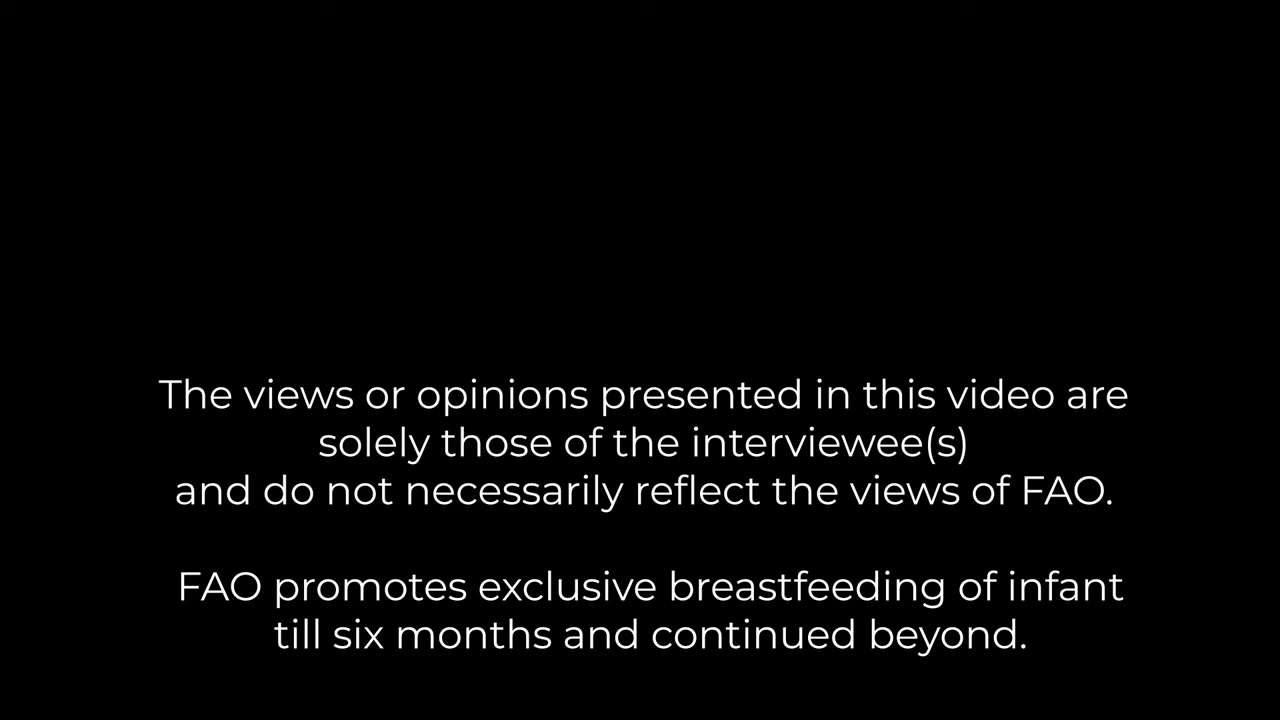 The views or opinions presented in this video are
solely those of the interviewee(s)
and do not necessarily reflect the views of FAO.
FAO promotes exclusive breastfeeding of infant
till six months and continued beyond.